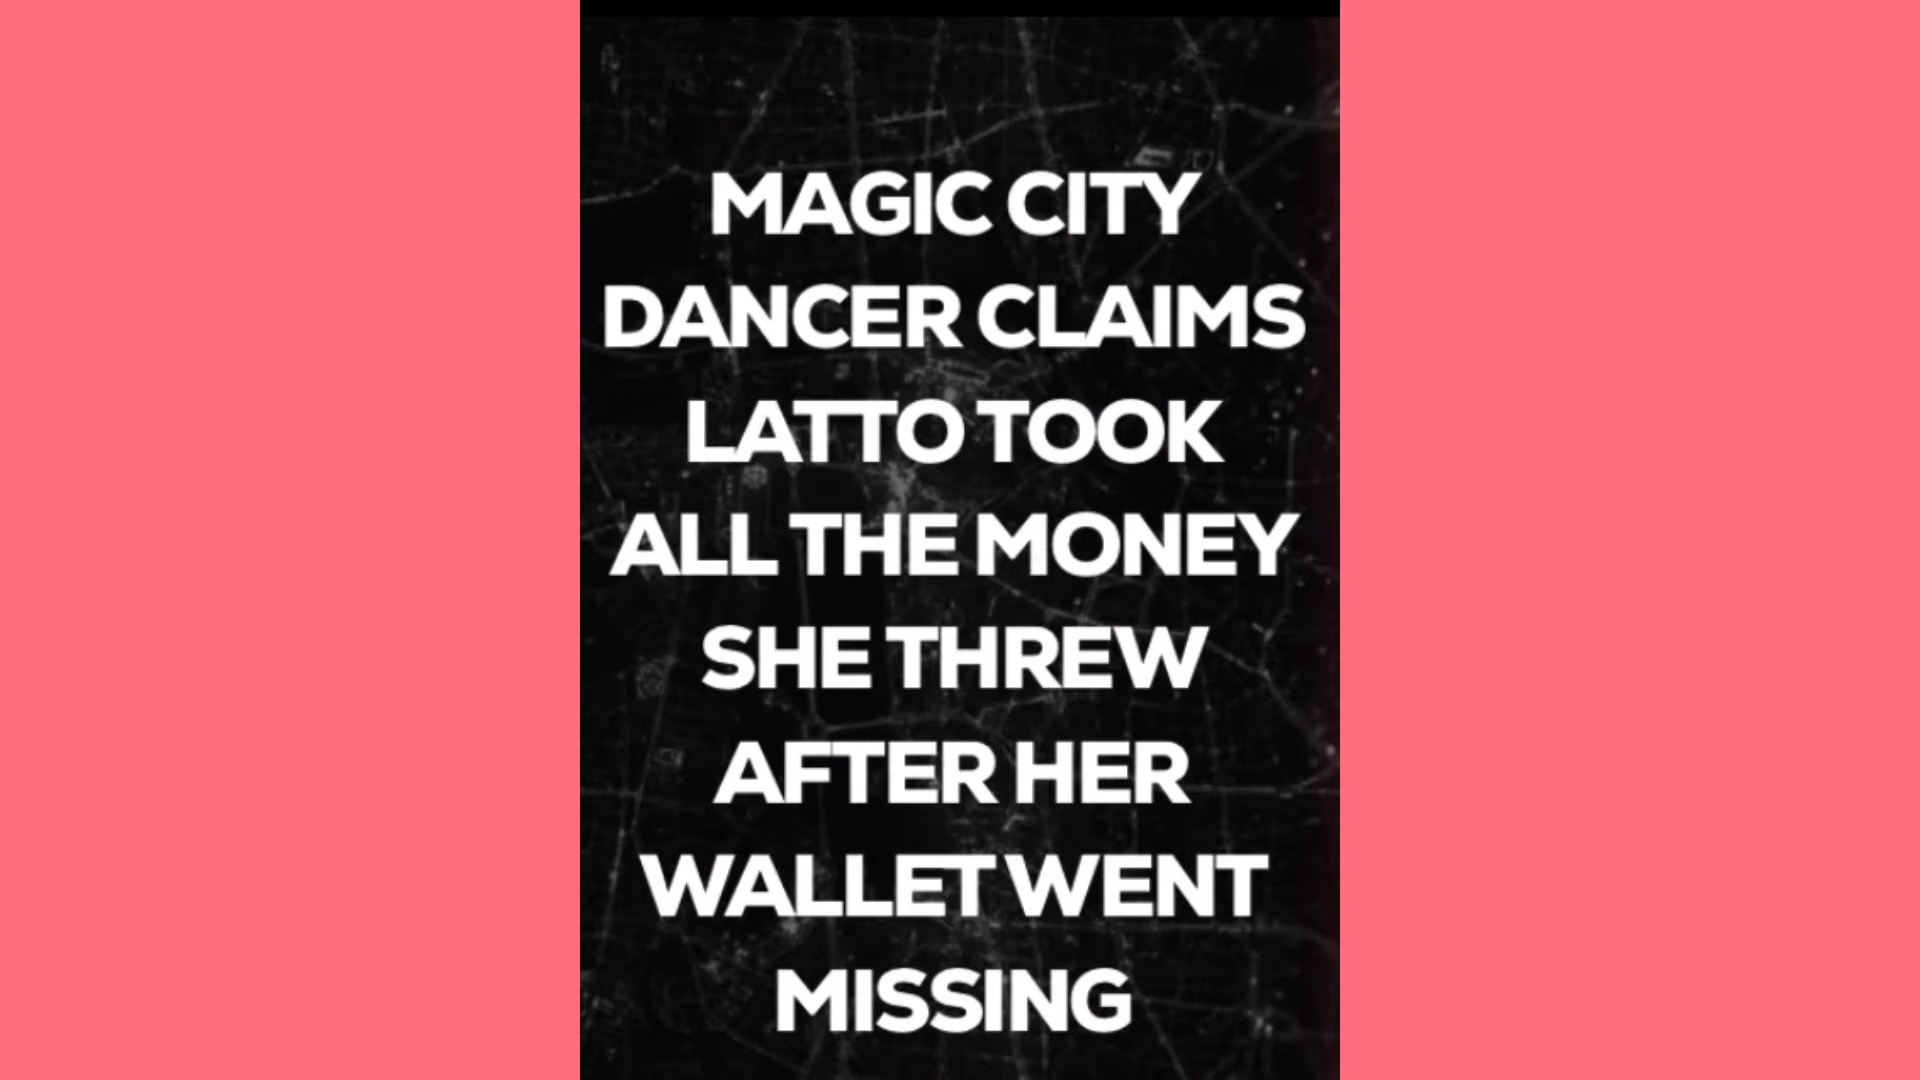 MAGIC CITY
DANCER CLAIMS
LATTO TOOK
ALL THE MONEY
SHE THREW
AFTER HER
WALLET WENT
MISSING